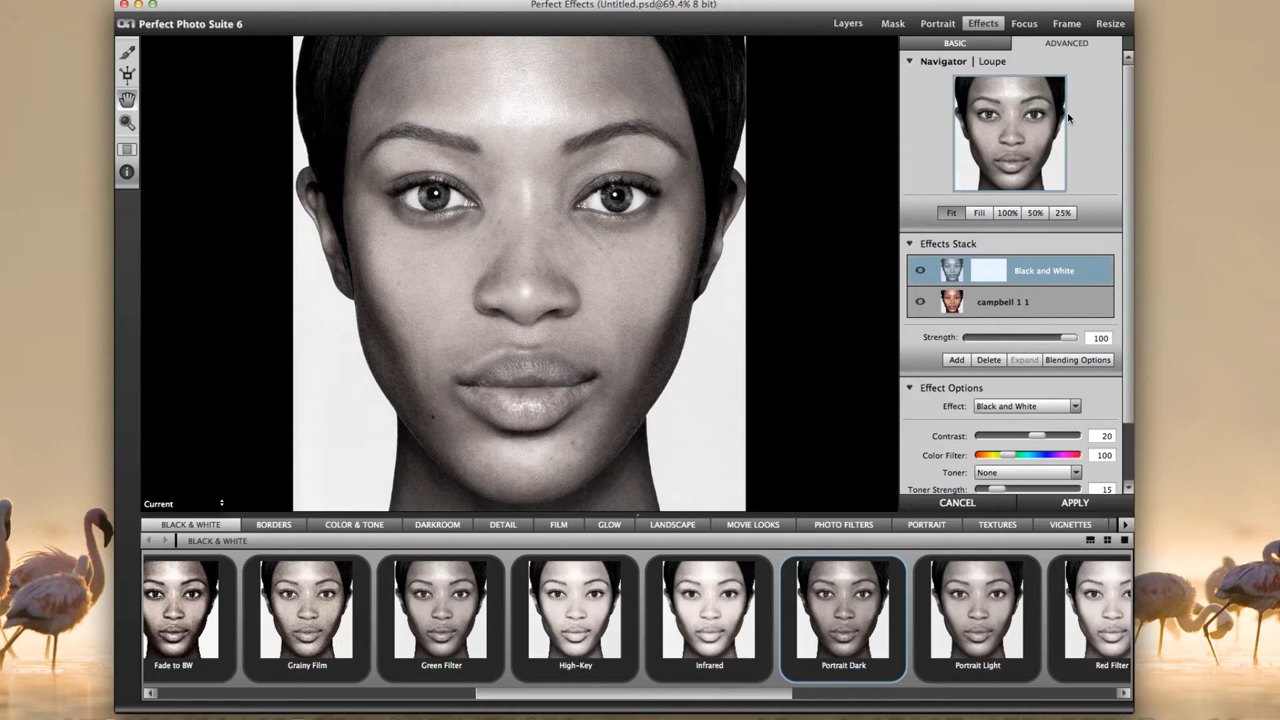 Perfect Effects (Untitled.psd@69.4% 8 bit)
on Perfect Photo Suite 6
Layers Mask Portrait Effects Focus Frame Resize
BASIC ADVANCED
Navigator | Loupe
Fit Fill 100% 50% 25%
Effects Stack
Black and White
campbell 1 1
Strength: 100
Add Delete Expand Blending Options
Effect Options
Effect: Black and White
Contrast: 20
Color Filter: 100
Toner: None
Toner Strength: 15
Current
CANCEL APPLY
BLACK & WHITE BORDERS COLOR & TONE DARKROOM DETAIL FILM GLOW LANDSCAPE MOVIE LOOKS PHOTO FILTERS PORTRAIT TEXTURES VIGNETTES
BLACK & WHITE
Fade to BW Grainy Film Green Filter High-Key Infrared Portrait Dark Portrait Light Red Filter